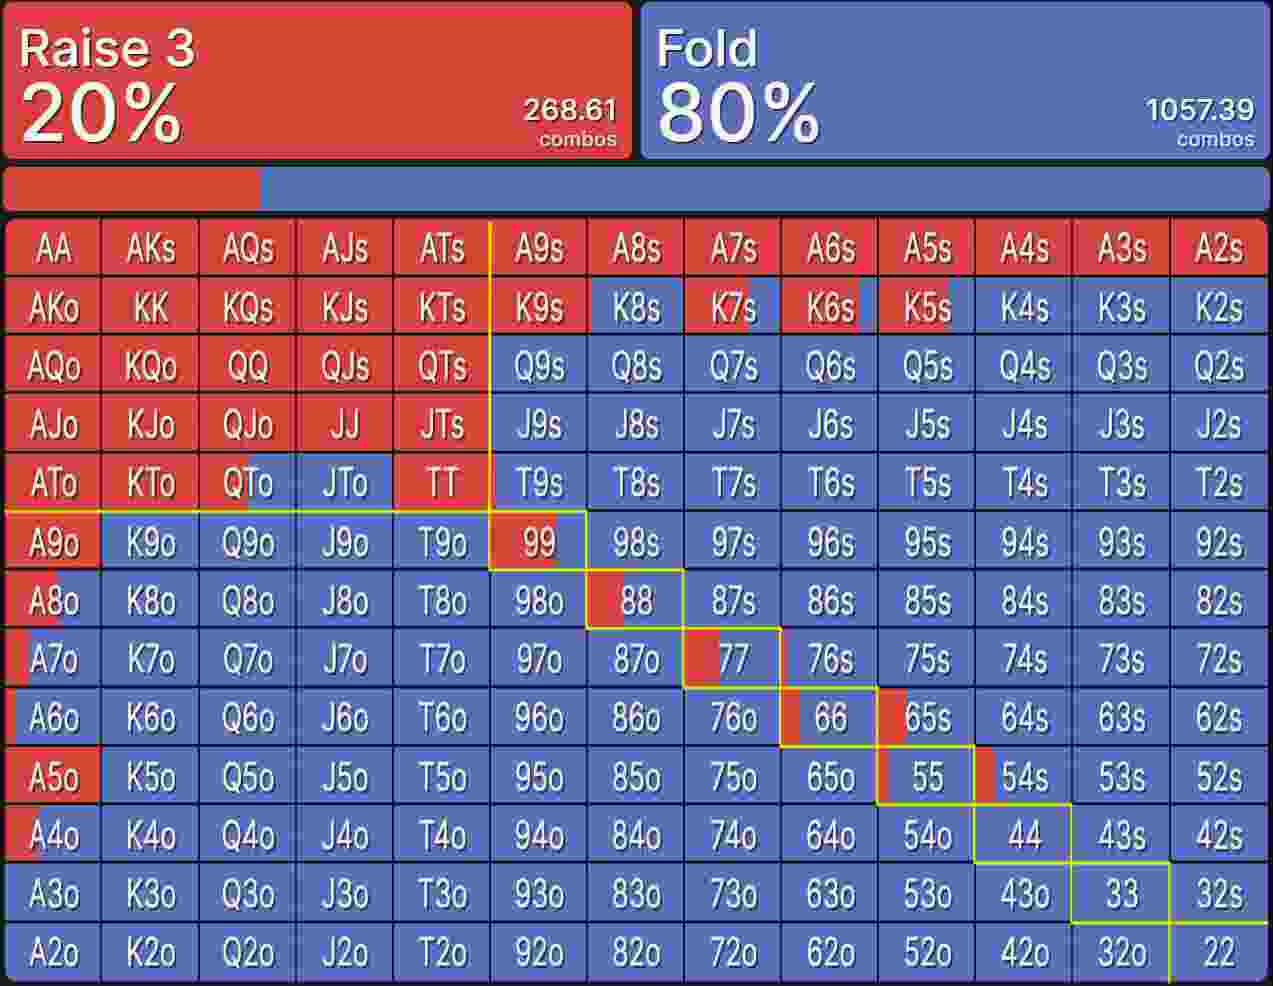 Raise 3
20%
268.61
combos
Fold
80%
1057.39
combos
AA AKs AQs AJs ATs A9s A8s A7s A6s A5s A4s A3s A2s
AKo KK KQs KJs KTs K9s K8s K7s K6s K5s K4s K3s K2s
AQo KQo QQ QJs QTs Q9s Q8s Q7s Q6s Q5s Q4s Q3s Q2s
AJo KJo QJo JJ JTs J9s J8s J7s J6s J5s J4s J3s J2s
ATo KTo QTo JTo TT T9s T8s T7s T6s T5s T4s T3s T2s
A9o K9o Q9o J9o T9o 99 98s 97s 96s 95s 94s 93s 92s
A8o K8o Q8o J8o T8o 98o 88 87s 86s 85s 84s 83s 82s
A7o K7o Q7o J7o T7o 97o 87o 77 76s 75s 74s 73s 72s
A6o K6o Q6o J6o T6o 96o 86o 76o 66 65s 64s 63s 62s
A5o K5o Q5o J5o T5o 95o 85o 75o 65o 55 54s 53s 52s
A4o K4o Q4o J4o T4o 94o 84o 74o 64o 54o 44 43s 42s
A3o K3o Q3o J3o T3o 93o 83o 73o 63o 53o 43o 33 32s
A2o K2o Q2o J2o T2o 92o 82o 72o 62o 52o 42o 32o 22